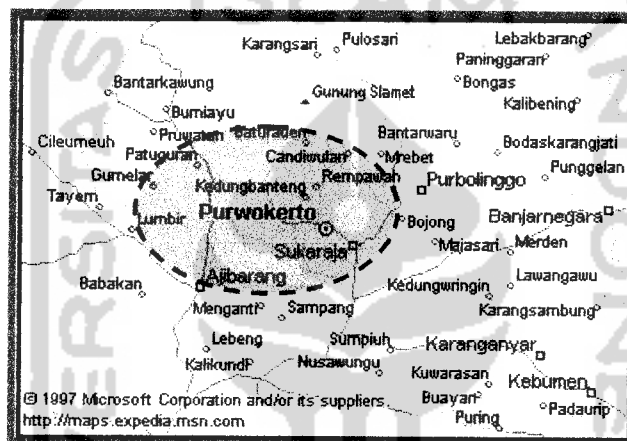 Lebakbarang
Karangsari
Pulosari
Paninggaran
Bongas
Bantarkawung
Gunung Slamet
Kalibening
Bumiayu
Pruwatan
Baturaden
Bantarwaru
Cileumeuh
Patuguran
Candiwulan
Mrebet
Bodaskarangjati
Gumelar
Kedungbanteng
Rempawah
Purbolinggo
Punggelan
Tayem
Lumbir
Purwokerto
Bojong
Banjarnegara
Sukaraja
Majasari
Merden
Babakan
Ajibarang
Kedungwringin
Lawangawu
Menganti
Sampang
Karangsambung
Lebeng
Sumpiuh
Karanganyar
Kalikundi
Nusawungu
Kuwarasan
Kebumen
© 1997 Microsoft Corporation and/or its suppliers
Buayan
Padaurip
http://maps.expedia.msn.com
Puring